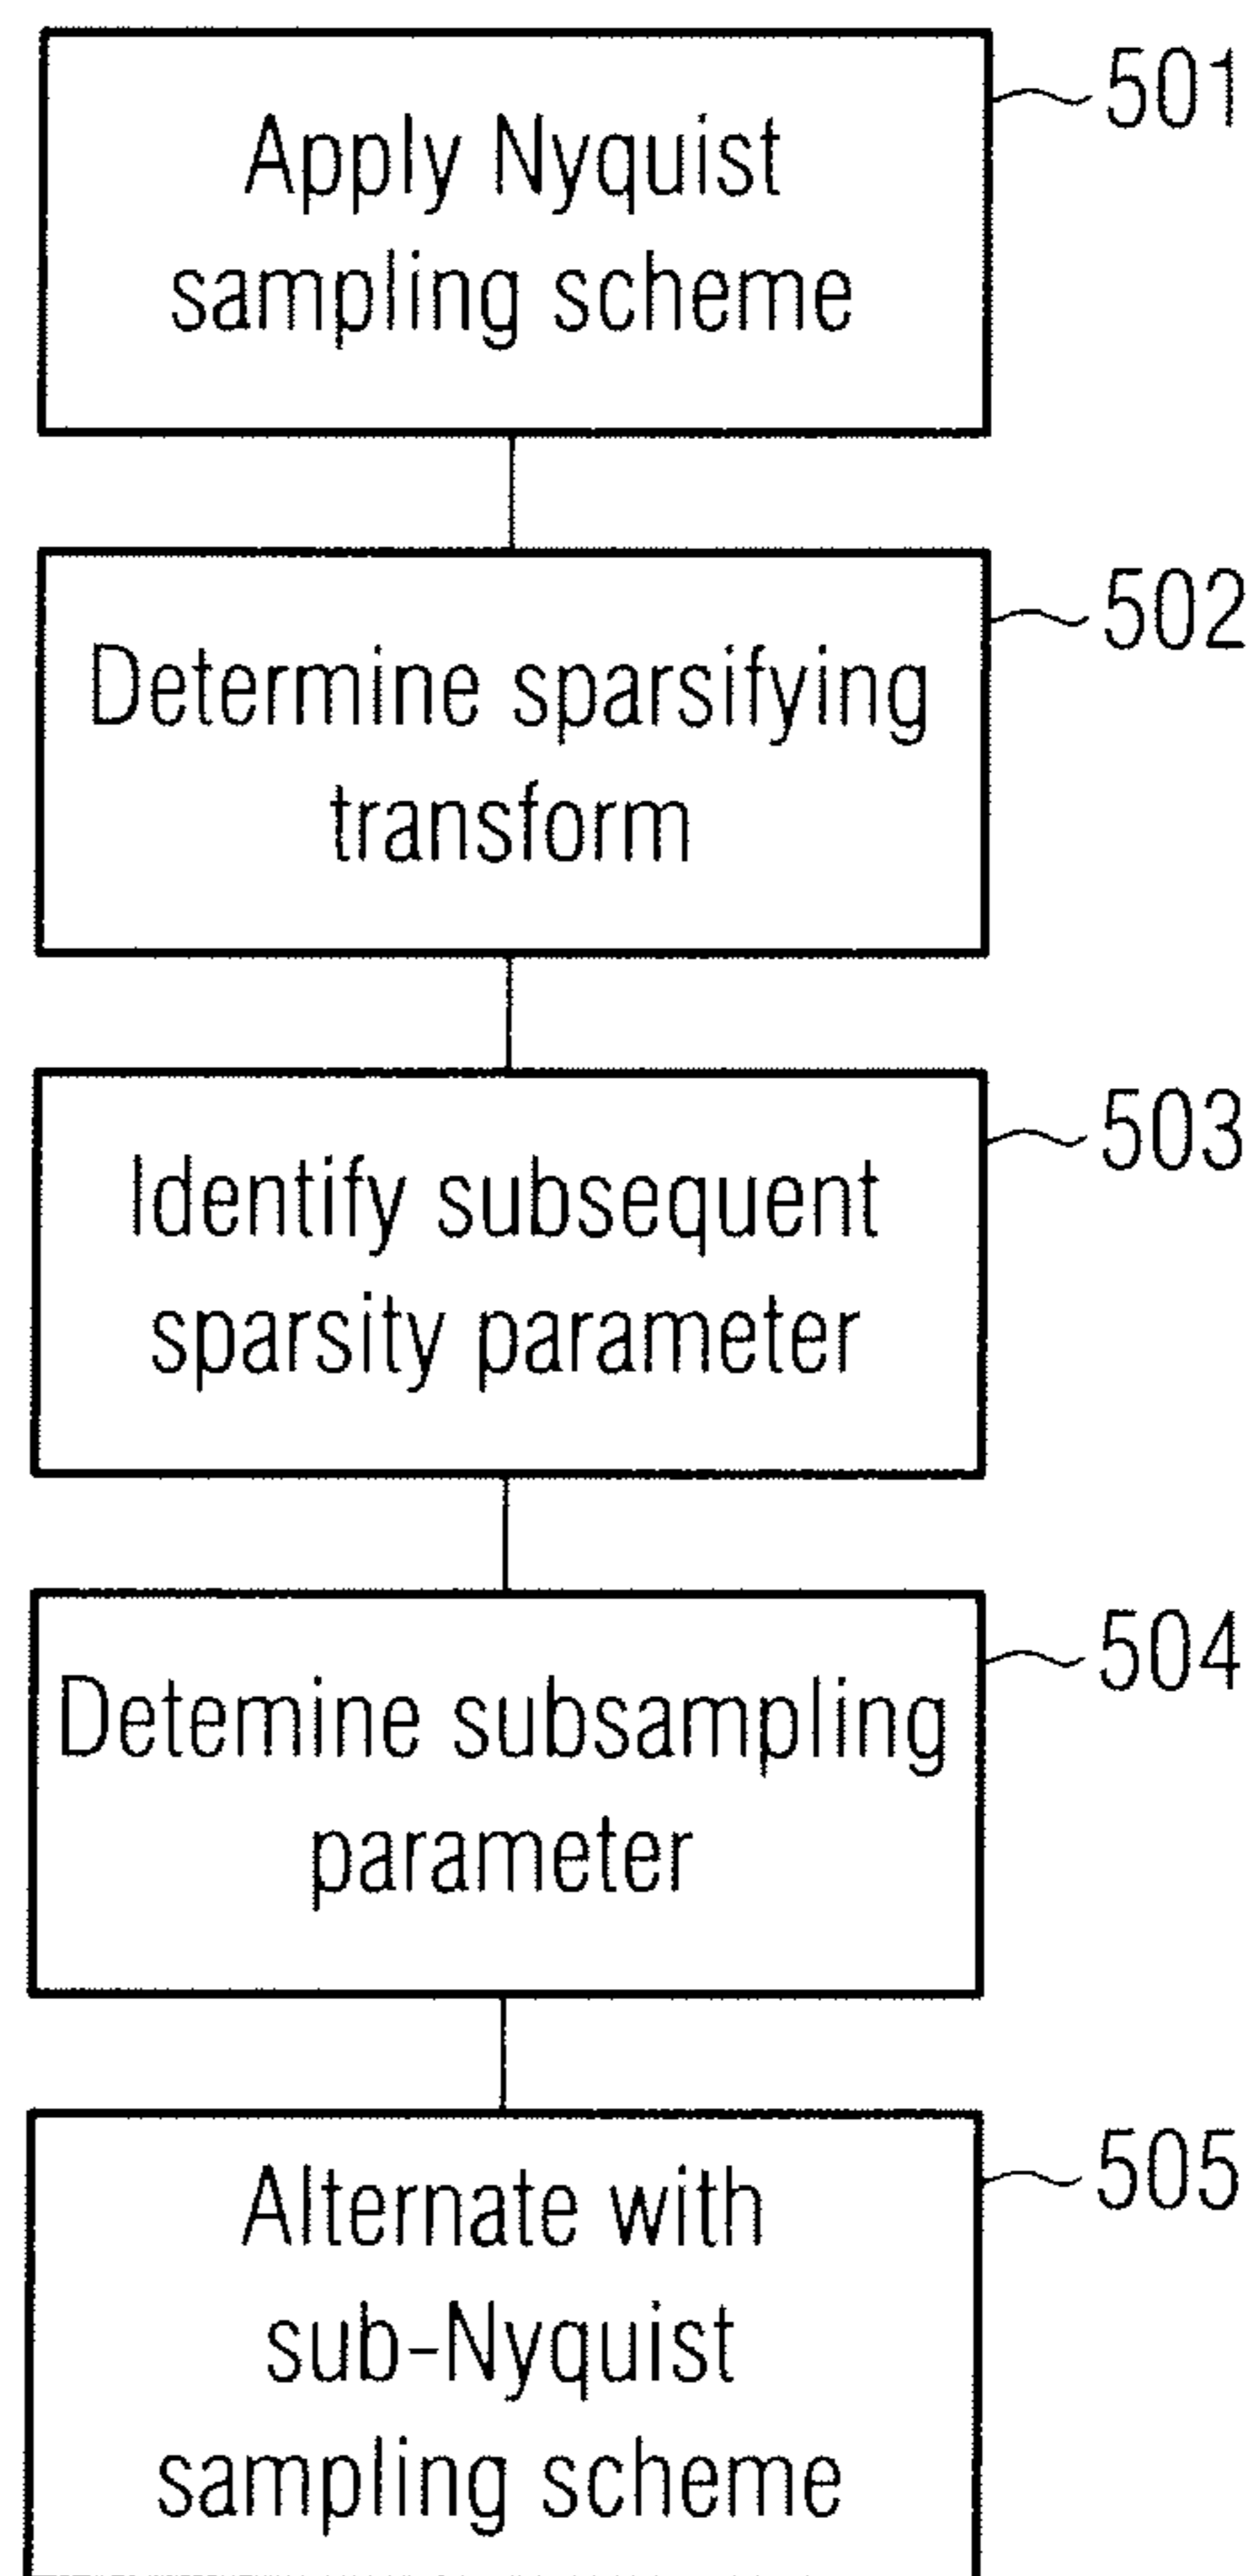 Apply Nyquist
sampling scheme
501
Determine sparsifying
transform
502
Identify subsequent
sparsity parameter
503
Detemine subsampling
parameter
504
Alternate with
sub-Nyquist
sampling scheme
505